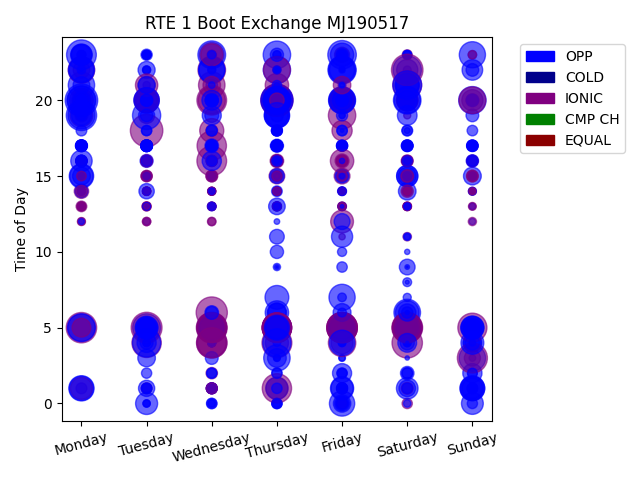 RTE 1 Boot Exchange MJ190517
OPP
COLD
IONIC
CMP CH
EQUAL
Time of Day
20
15
10
5
0
Monday
Tuesday
Wednesday
Thursday
Friday
Saturday
Sunday